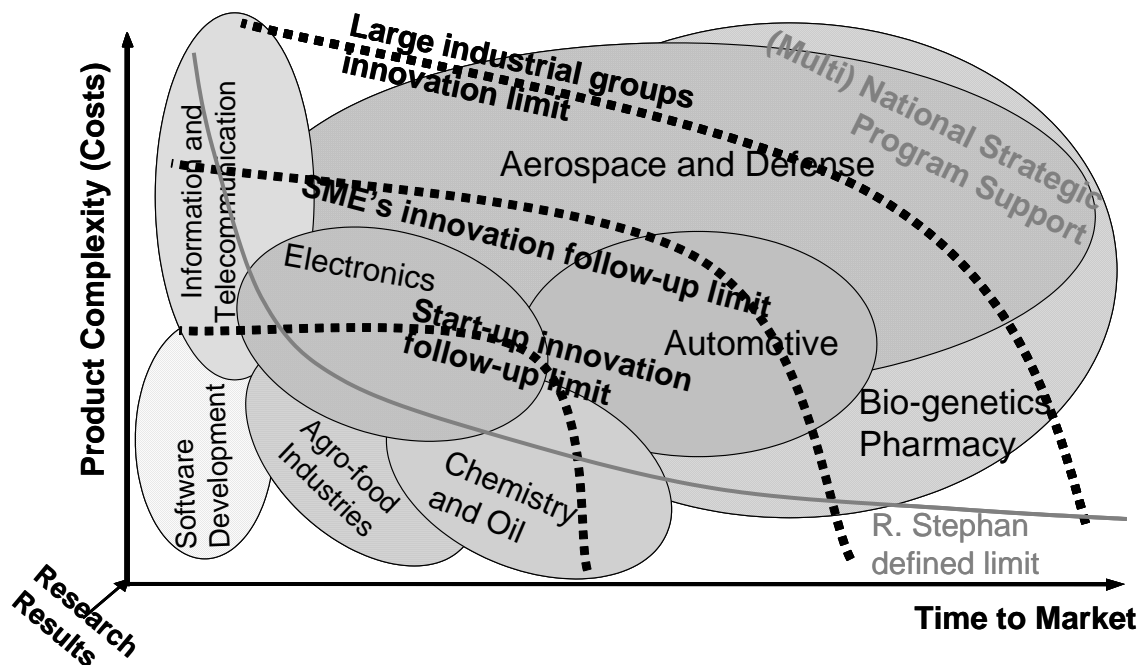 Large industrial groups
innovation limit
(Multi) National Strategic
Program Support
Product Complexity (Costs)
Information and
Telecommunication
Aerospace and Defense
SME's innovation follow-up limit
Electronics
Start-up innovation
follow-up limit
Automotive
Bio-genetics
Pharmacy
Software
Development
Agro-food
Industries
Chemistry
and Oil
R. Stephan
defined limit
Research
Results
Time to Market